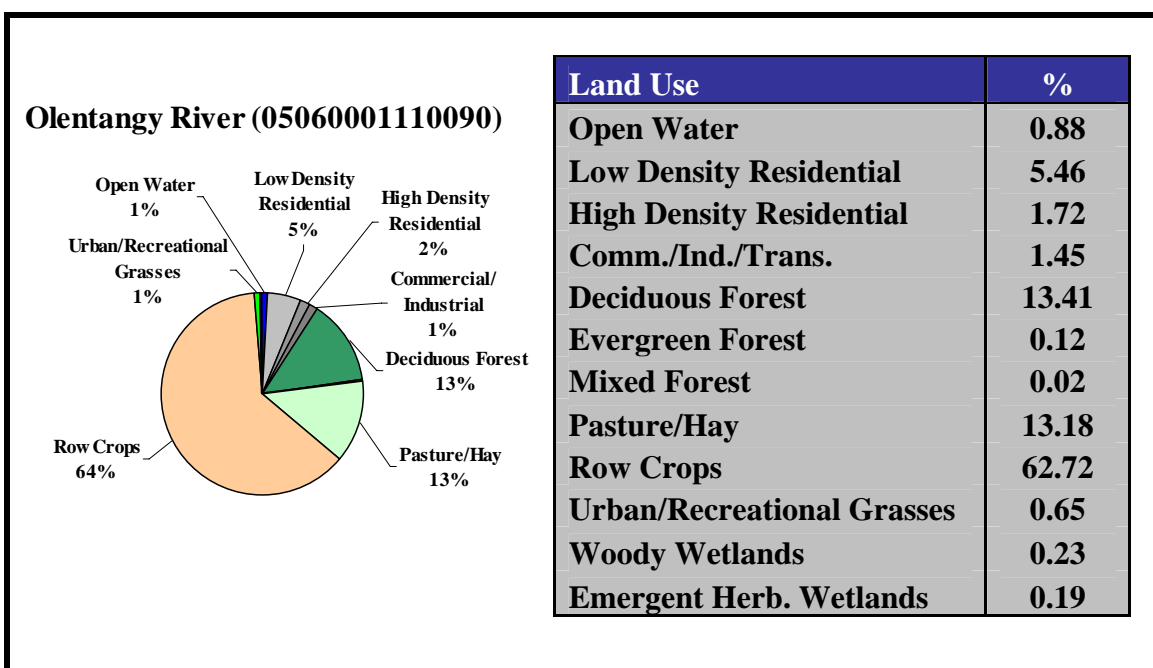 Olentangy River (05060001110090)
Open Water
1%
Low Density
Residential
5%
High Density
Residential
2%
Urban/Recreational
Grasses
1%
Commercial/
Industrial
1%
Deciduous Forest
13%
Row Crops
64%
Pasture/Hay
13%
Land Use %
Open Water 0.88
Low Density Residential 5.46
High Density Residential 1.72
Comm./Ind./Trans. 1.45
Deciduous Forest 13.41
Evergreen Forest 0.12
Mixed Forest 0.02
Pasture/Hay 13.18
Row Crops 62.72
Urban/Recreational Grasses 0.65
Woody Wetlands 0.23
Emergent Herb. Wetlands 0.19